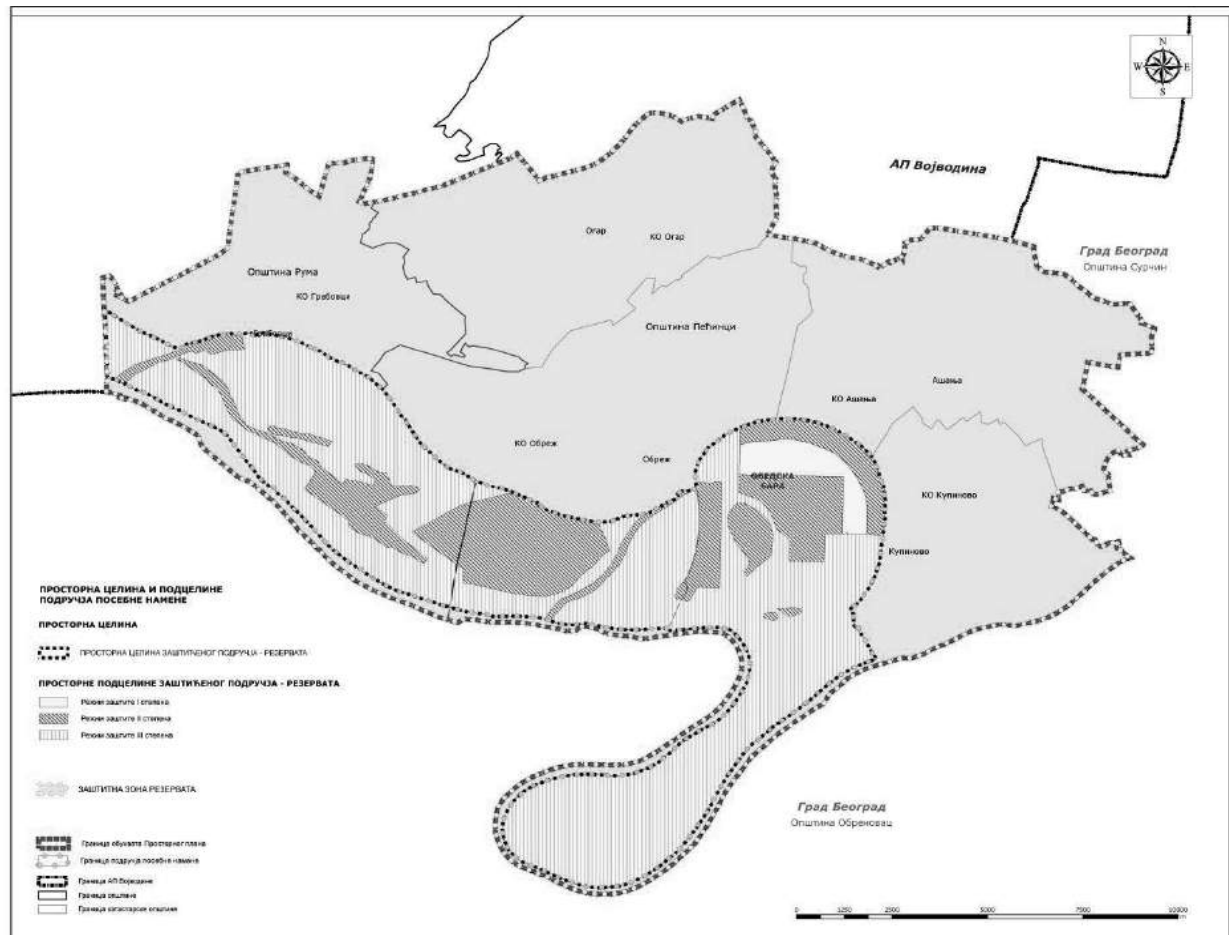 N
W E
S
АП Војводина
Град Београд
Општина Сурчин
Огар
КО Огар
Општина Рума
КО Грабовци
Општина Пећинци
Ашања
КО Ашања
КО Обреж
Обреж
ОБЕДСКА
БАРА
КО Купиново
Купиново
ПРОСТОРНА ЦЕЛИНА И ПОДЦЕЛИНЕ
ПОДРУЧЈА ПОСЕБНЕ НАМЕНЕ
ПРОСТОРНА ЦЕЛИНА
ПРОСТОРНА ЦЕЛИНА ЗАШТИЋЕНОГ ПОДРУЧЈА - РЕЗЕРВАТА
ПРОСТОРНЕ ПОДЦЕЛИНЕ ЗАШТИЋЕНОГ ПОДРУЧЈА - РЕЗЕРВАТА
Режим заштите I степена
Режим заштите II степена
Режим заштите III степена
ЗАШТИТНА ЗОНА РЕЗЕРВАТА
Граница обухвата Просторног плана
Граница подручја посебне намене
Граница АП Војводине
Граница општине
Граница катастарске општине
Град Београд
Општина Обреновац
0 1250 2500 5000 7500 10000
m